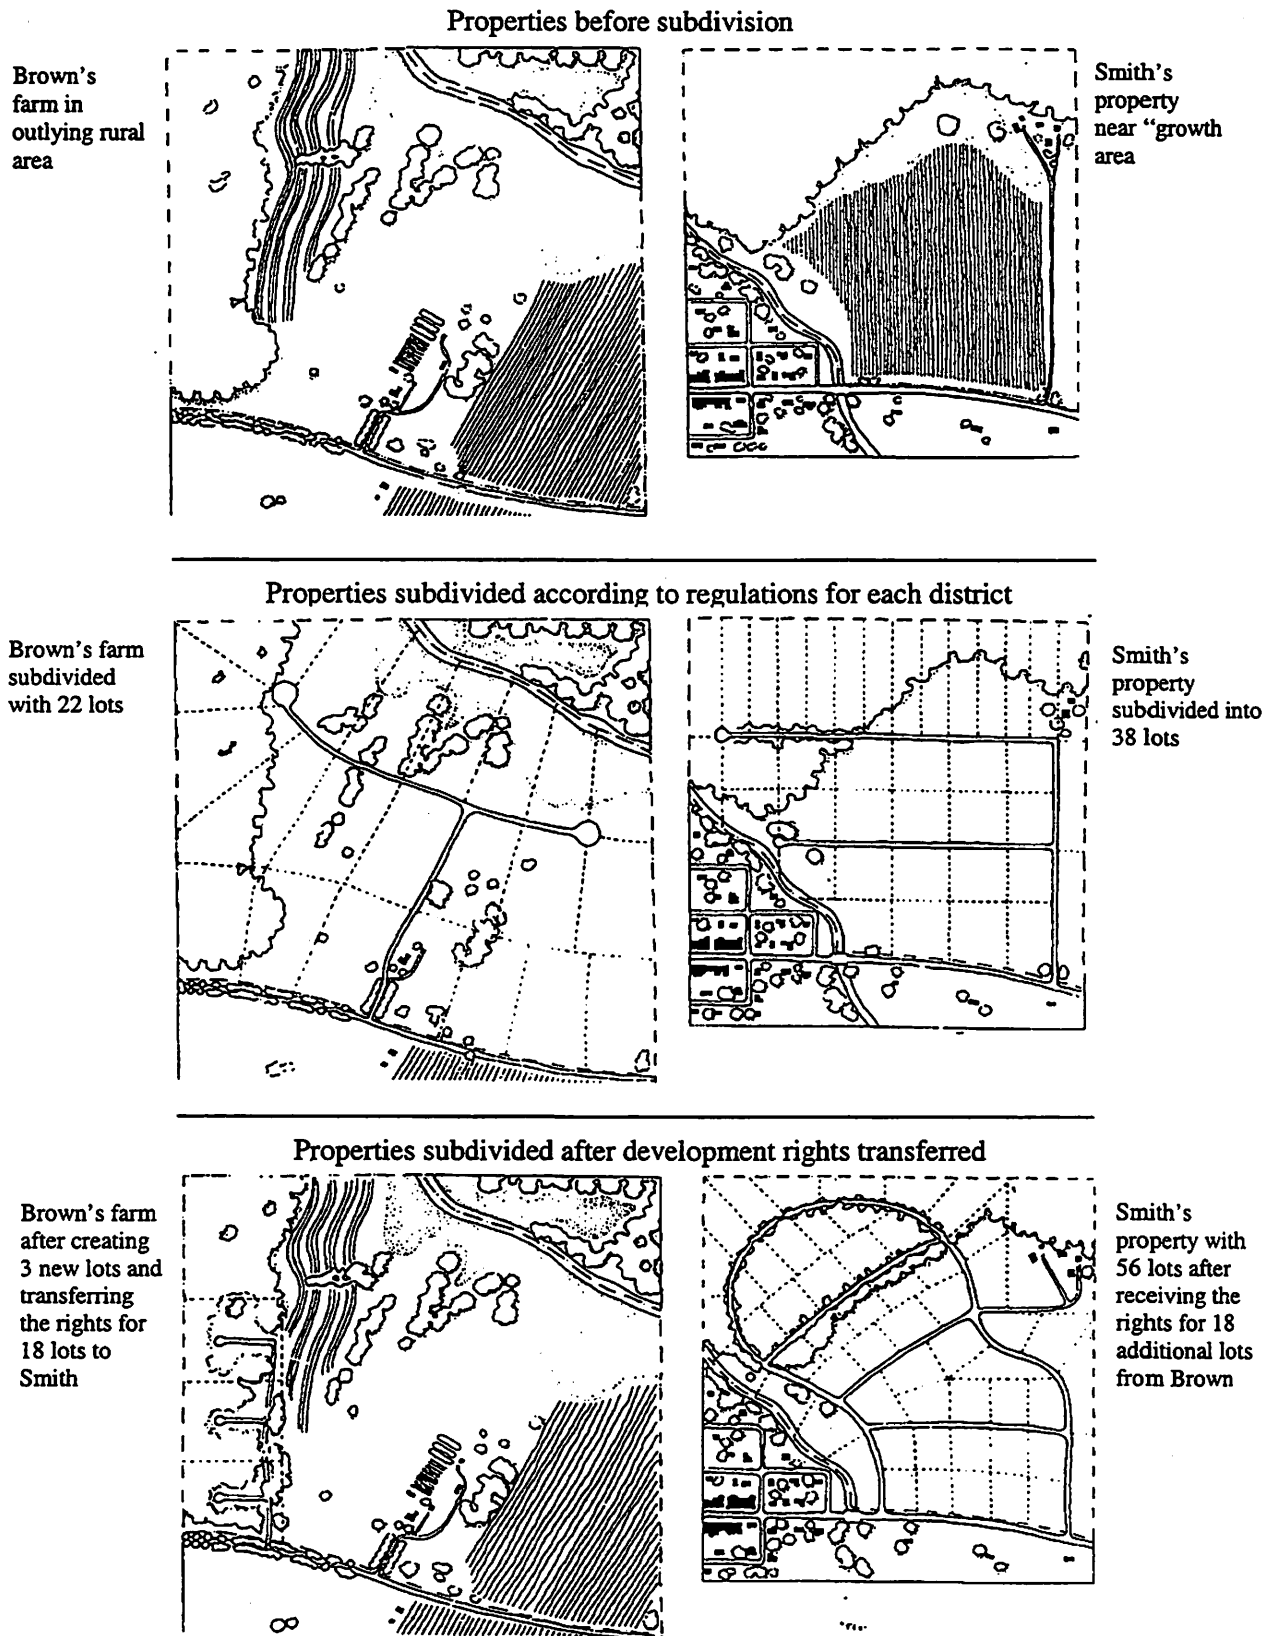 Properties before subdivision
Brown's
farm in
outlying rural
area
Smith's
property
near “growth
area
Properties subdivided according to regulations for each district
Brown's farm
subdivided
with 22 lots
Smith's
property
subdivided into
38 lots
Properties subdivided after development rights transferred
Brown's farm
after creating
3 new lots and
transferring
the rights for
18 lots to
Smith
Smith's
property with
56 lots after
receiving the
rights for 18
additional lots
from Brown